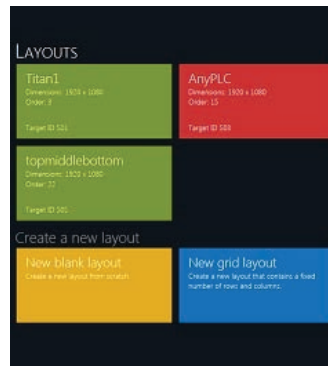 LAYOUTS
Titan1
Dimensions: 1920 x 1080
Order: 3
Target ID 501
AnyPLC
Dimensions: 1920 x 1080
Order: 15
Target ID 503
topmiddlebottom
Dimensions: 1920 x 1080
Order: 22
Target ID 505
Create a new layout
New blank layout
Create a new layout from scratch
New grid layout
Create a new layout that contains a fixed
number of rows and columns.